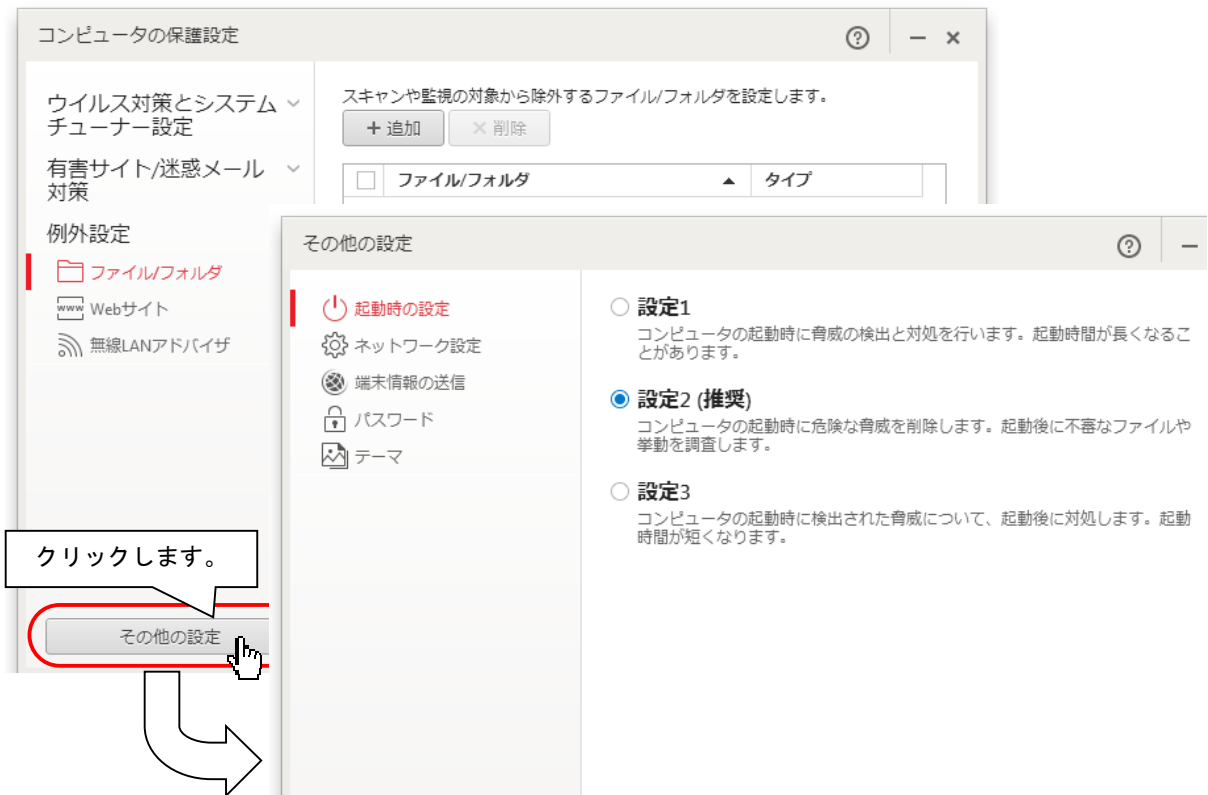 コンピュータの保護設定
ウイルス対策とシステム
チューナー設定
有害サイト/迷惑メール
対策
例外設定
ファイル/フォルダ
www Webサイト
無線LANアドバイザ
スキャンや監視の対象から除外するファイル/フォルダを設定します。
+ 追加 × 削除
ファイル/フォルダ タイプ
クリックします。
その他の設定
その他の設定
起動時の設定
ネットワーク設定
端末情報の送信
パスワード
テーマ
設定1
コンピュータの起動時に脅威の検出と対処を行います。起動時間が長くなるこ
とがあります。
設定2 (推奨)
コンピュータの起動時に危険な脅威を削除します。起動後に不審なファイルや
挙動を調査します。
設定3
コンピュータの起動時に検出された脅威について、起動後に対処します。起動
時間が短くなります。